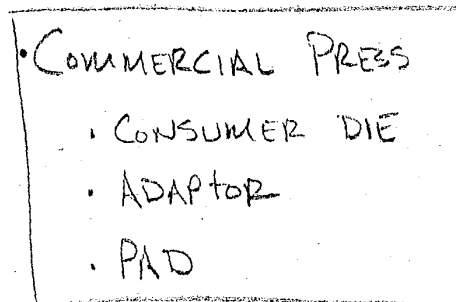 • COMMERCIAL PRESS
• CONSUMER DIE
• ADAPTOR
• PAD